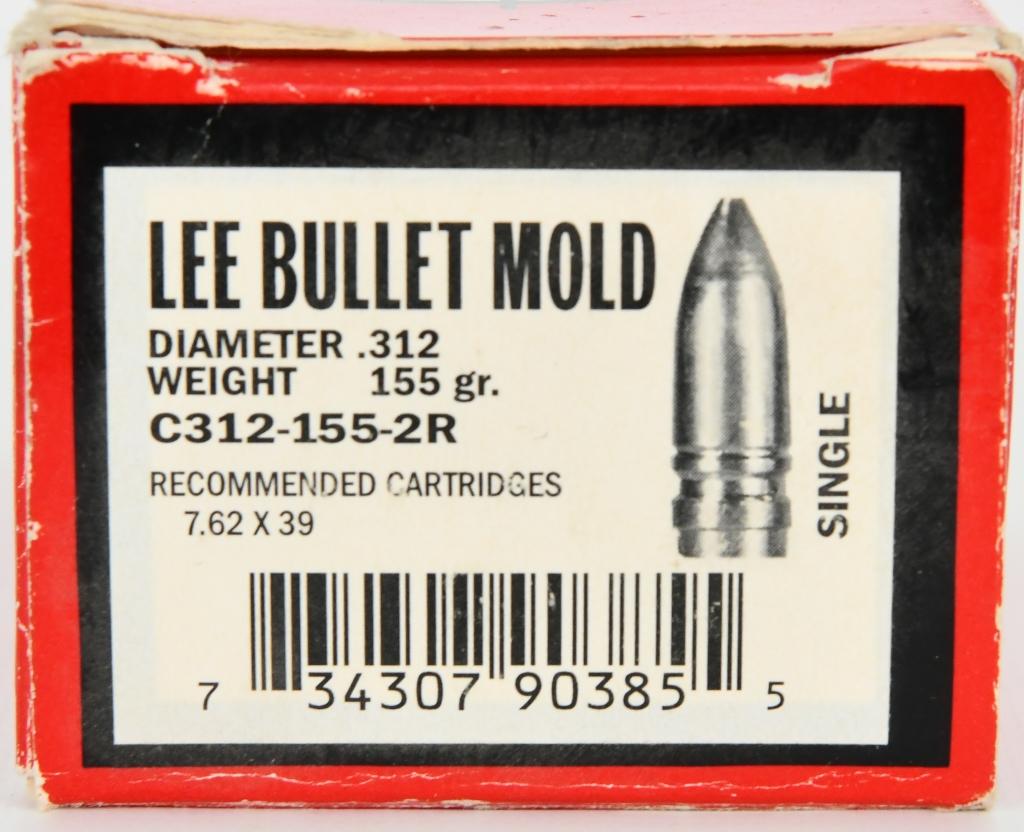 LEE BULLET MOLD
DIAMETER .312
WEIGHT 155 gr.
C312-155-2R
RECOMMENDED CARTRIDGES
7.62 X 39
SINGLE
7 34307 90385 5